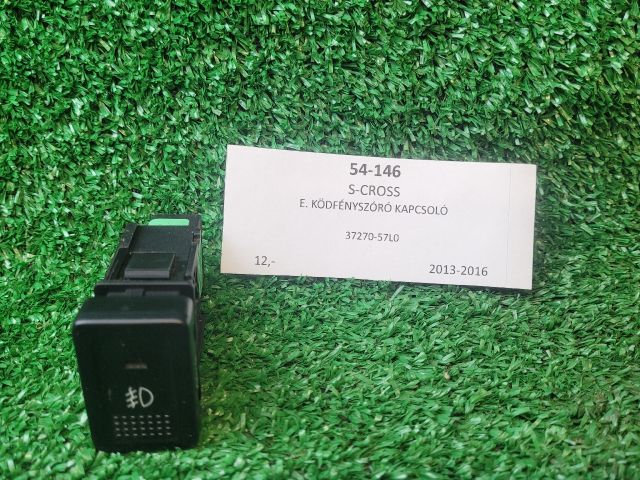 54-146
S-CROSS
E. KÖDFÉNYSZÓRÓ KAPCSOLÓ
37270-57L0
12,-
2013-2016